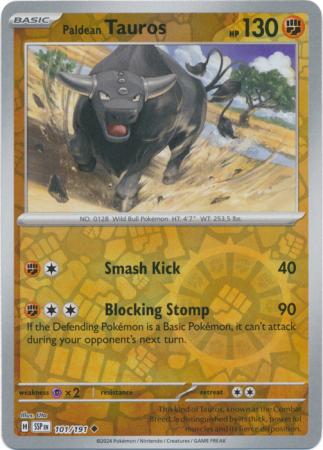 BASIC
Paldean Tauros HP 130
NO. 0128 Wild Bull Pokémon HT: 4'7" WT: 253.5 lbs.
Smash Kick 40
Blocking Stomp 90
If the Defending Pokémon is a Basic Pokémon, it can't attack
during your opponent's next turn.
weakness ×2 resistance retreat
Illus. Uta
H SSP EN 101/191
This kind of Tauros, known as the Combat
Breed, is distinguished by its thick, powerful
muscles and its fierce disposition.
©2024 Pokémon / Nintendo / Creatures / GAME FREAK